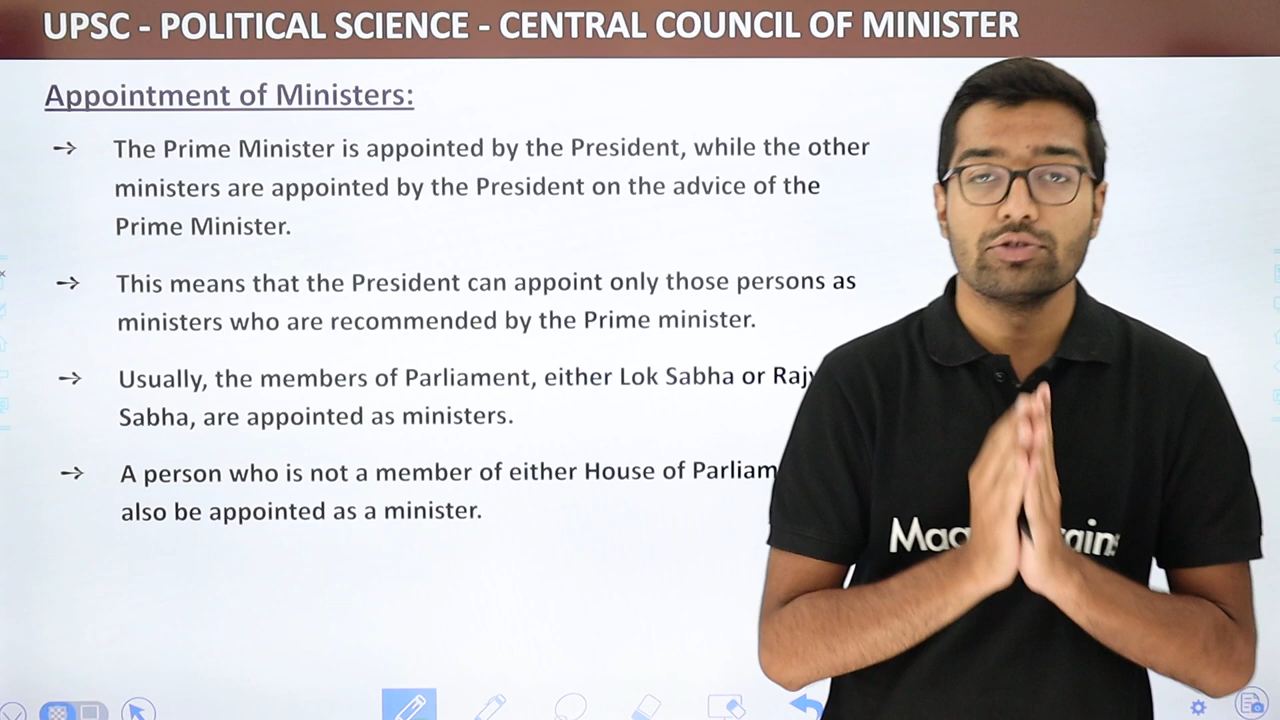 UPSC - POLITICAL SCIENCE - CENTRAL COUNCIL OF MINISTER
Appointment of Ministers:
→ The Prime Minister is appointed by the President, while the other
ministers are appointed by the President on the advice of the
Prime Minister.
→ This means that the President can appoint only those persons as
ministers who are recommended by the Prime minister.
→ Usually, the members of Parliament, either Lok Sabha or
Sabha, are appointed as ministers.
→ A person who is not a member of either House of
also be appointed as a minister.